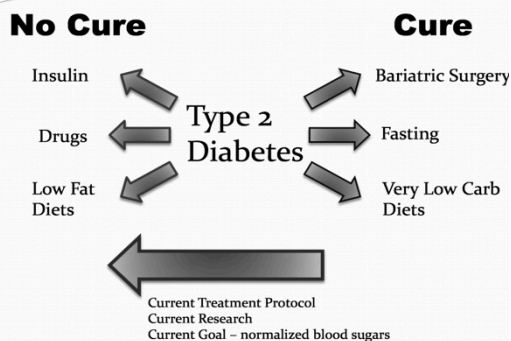 No Cure
Cure
Insulin
Bariatric Surgery
Type 2
Diabetes
Drugs
Fasting
Low Fat
Diets
Very Low Carb
Diets
Current Treatment Protocol
Current Research
Current Goal – normalized blood sugars